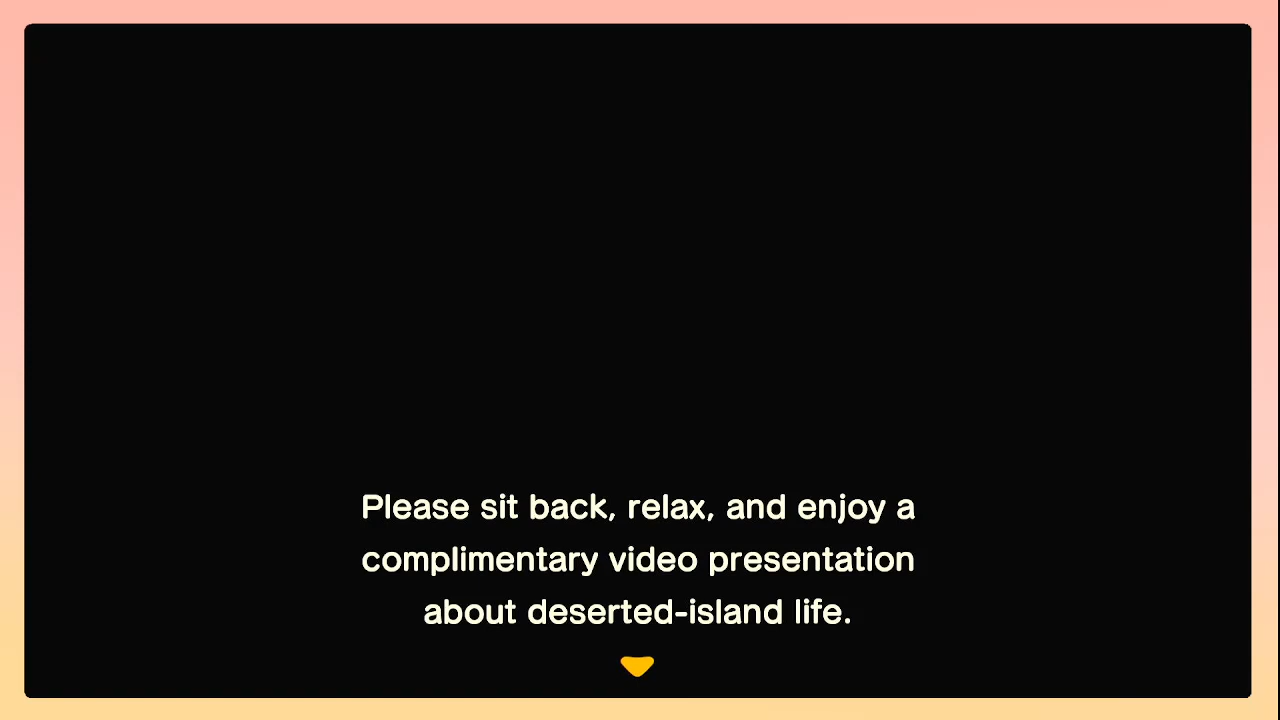 Please sit back, relax, and enjoy a
complimentary video presentation
about deserted-island life.